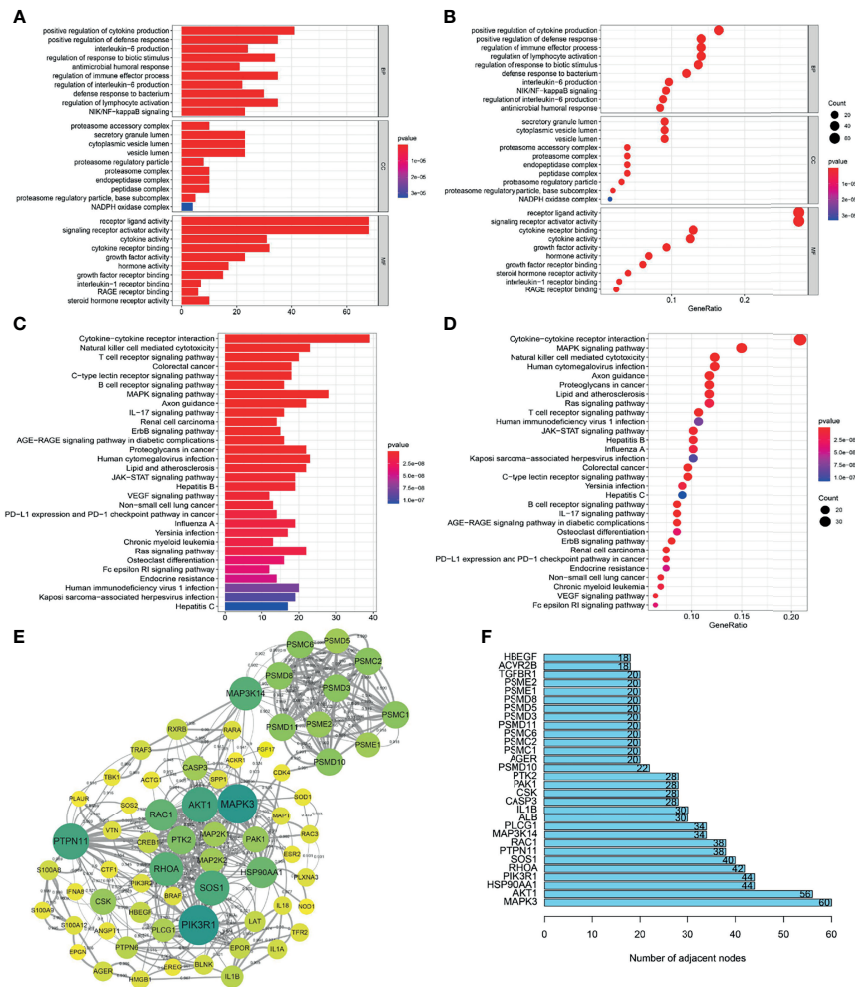 A
positive regulation of cytokine production
positive regulation of defense response
interleukin−6 production
regulation of response to biotic stimulus
antimicrobial humoral response
regulation of immune effector process
regulation of interleukin−6 production
defense response to bacterium
regulation of lymphocyte activation
NIK/NF−kappaB signaling
BP
proteasome accessory complex
secretory granule lumen
cytoplasmic vesicle lumen
vesicle lumen
proteasome regulatory particle
proteasome complex
endopeptidase complex
peptidase complex
proteasome regulatory particle, base subcomplex
NADPH oxidase complex
CC
receptor ligand activity
signaling receptor activator activity
cytokine activity
cytokine receptor binding
growth factor activity
hormone activity
growth factor receptor binding
interleukin−1 receptor binding
RAGE receptor binding
steroid hormone receptor activity
MF
0 20 40 60
pvalue
1e−05
2e−05
3e−05
B
positive regulation of cytokine production
positive regulation of defense response
regulation of immune effector process
regulation of lymphocyte activation
regulation of response to biotic stimulus
defense response to bacterium
interleukin−6 production
NIK/NF−kappaB signaling
regulation of interleukin−6 production
antimicrobial humoral response
BP
secretory granule lumen
cytoplasmic vesicle lumen
vesicle lumen
proteasome accessory complex
proteasome complex
endopeptidase complex
peptidase complex
proteasome regulatory particle
proteasome regulatory particle, base subcomplex
NADPH oxidase complex
CC
receptor ligand activity
signaling receptor activator activity
cytokine receptor binding
cytokine activity
growth factor activity
hormone activity
growth factor receptor binding
steroid hormone receptor activity
interleukin−1 receptor binding
RAGE receptor binding
MF
0.1 0.2
GeneRatio
Count
20
40
60
pvalue
1e−05
2e−05
3e−05
C
Cytokine−cytokine receptor interaction
Natural killer cell mediated cytotoxicity
T cell receptor signaling pathway
Colorectal cancer
C−type lectin receptor signaling pathway
B cell receptor signaling pathway
MAPK signaling pathway
Axon guidance
IL−17 signaling pathway
Renal cell carcinoma
ErbB signaling pathway
AGE−RAGE signaling pathway in diabetic complications
Proteoglycans in cancer
Human cytomegalovirus infection
Lipid and atherosclerosis
JAK−STAT signaling pathway
Hepatitis B
VEGF signaling pathway
Non−small cell lung cancer
PD−L1 expression and PD−1 checkpoint pathway in cancer
Influenza A
Yersinia infection
Chronic myeloid leukemia
Ras signaling pathway
Osteoclast differentiation
Fc epsilon RI signaling pathway
Endocrine resistance
Human immunodeficiency virus 1 infection
Kaposi sarcoma−associated herpesvirus infection
Hepatitis C
0 10 20 30 40
pvalue
2.5e−08
5.0e−08
7.5e−08
1.0e−07
D
Cytokine−cytokine receptor interaction
MAPK signaling pathway
Natural killer cell mediated cytotoxicity
Human cytomegalovirus infection
Axon guidance
Proteoglycans in cancer
Lipid and atherosclerosis
Ras signaling pathway
T cell receptor signaling pathway
Human immunodeficiency virus 1 infection
JAK−STAT signaling pathway
Hepatitis B
Influenza A
Kaposi sarcoma−associated herpesvirus infection
Colorectal cancer
C−type lectin receptor signaling pathway
Yersinia infection
Hepatitis C
B cell receptor signaling pathway
IL−17 signaling pathway
AGE−RAGE signaling pathway in diabetic complications
Osteoclast differentiation
ErbB signaling pathway
Renal cell carcinoma
PD−L1 expression and PD−1 checkpoint pathway in cancer
Endocrine resistance
Non−small cell lung cancer
Chronic myeloid leukemia
VEGF signaling pathway
Fc epsilon RI signaling pathway
0.10 0.15 0.20
GeneRatio
pvalue
2.5e−08
5.0e−08
7.5e−08
1.0e−07
Count
20
30
E
PSMC6
PSMD5
PSMC2
PSMD8
PSMD3
MAP3K14
PSMC1
PSMD11
PSME2
PSME1
PSMD10
RXRB
RARA
TRAF3
ACKR1
FGF17
CASP3
SPP1
CDK4
TBK1
ACTG1
SOD1
PLAUR
SOS2
RAC1
AKT1
MAPK3
MAPT
VTN
CREB1
PTK2
MAP2K1
PAK1
RAC3
PTPN11
EGR2
S100A8
CTF1
RHOA
MAP2K2
HSP90AA1
PLXNA3
IFNA8
PIK3R2
SOS1
S100A9
CSK
BRAF
IL18
NOD1
HBEGF
S100A12
ANGPT1
PIK3R1
LAT
TFR2
PLCG1
EPGN
PTPN6
EPOR
IL1A
AGER
EREG
BLNK
HMGB1
IL1B
F
HBEGF 18
ACVR2B 18
TGFBR1 20
PSME2 20
PSME1 20
PSMD8 20
PSMD5 20
PSMD3 20
PSMD11 20
PSMC6 20
PSMC2 20
PSMC1 20
AGER 20
PSMD10 22
PTK2 28
PAK1 28
CSK 28
CASP3 28
IL1B 30
ALB 30
PLCG1 34
MAP3K14 34
RAC1 38
PTPN11 38
SOS1 40
RHOA 42
PIK3R1 44
HSP90AA1 44
AKT1 56
MAPK3 60
0 10 20 30 40 50 60
Number of adjacent nodes